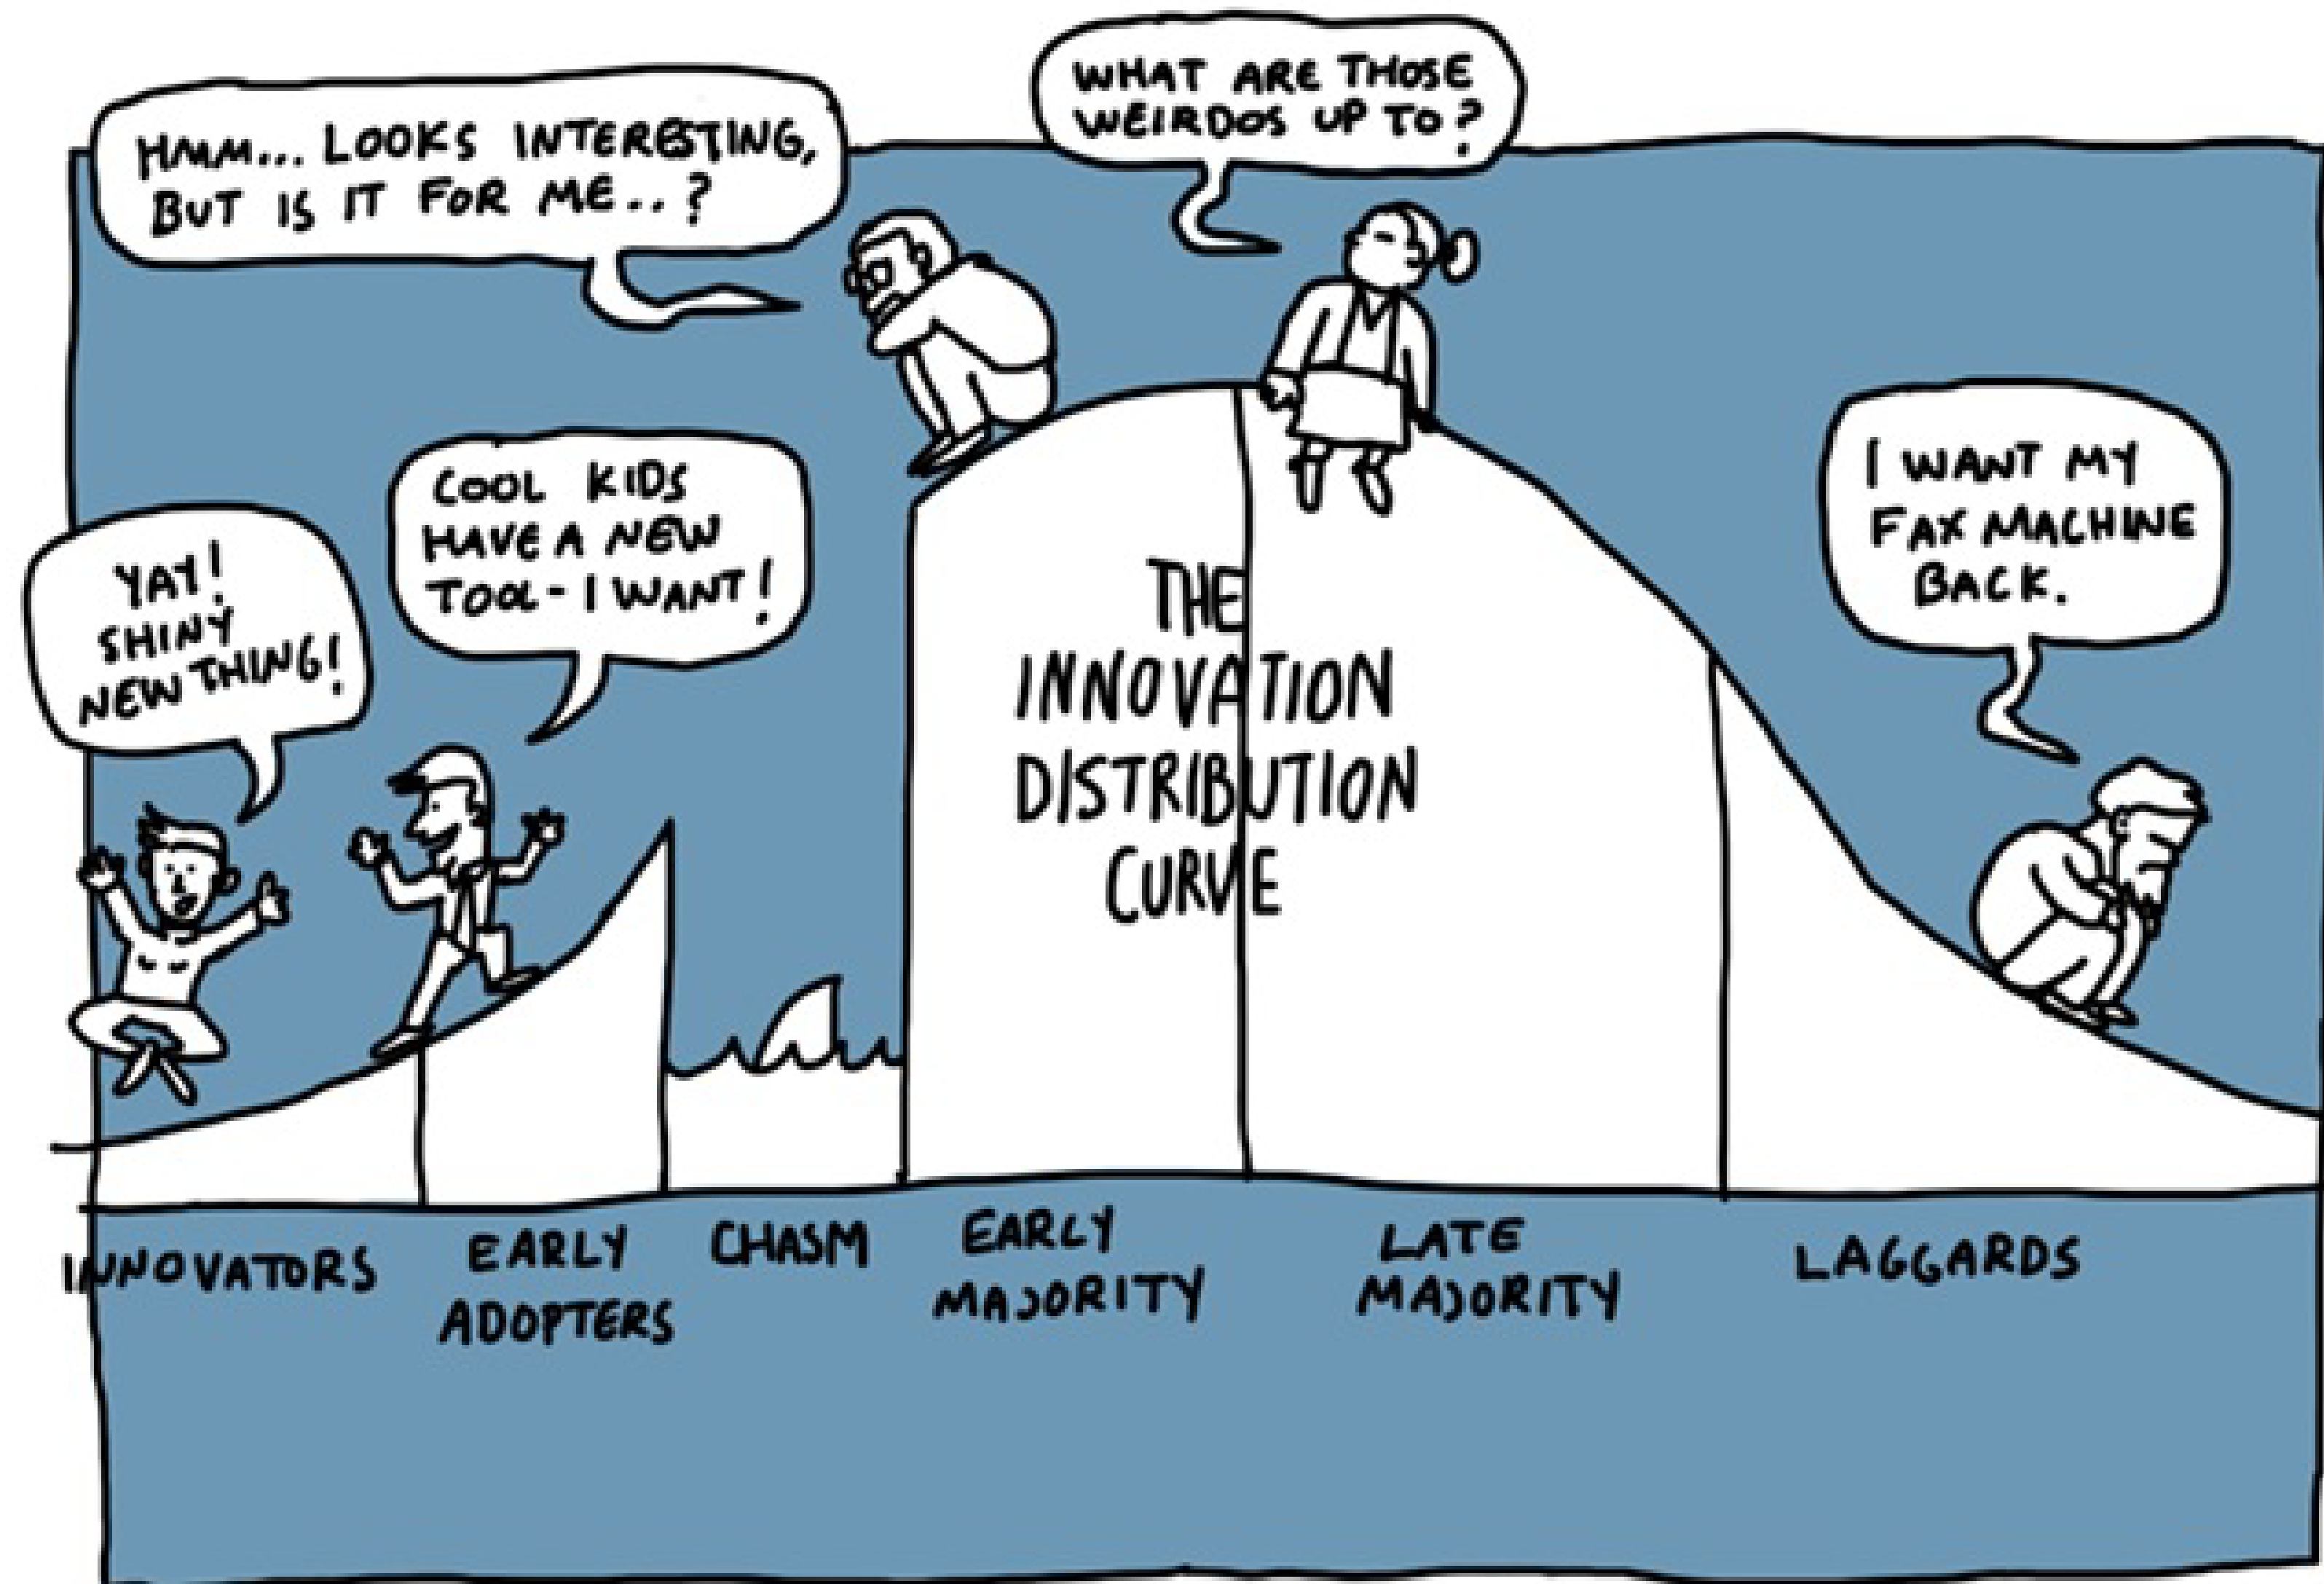 HMM... LOOKS INTERESTING,
BUT IS IT FOR ME..?
WHAT ARE THOSE
WEIRDOS UP TO?
YAY!
SHINY
NEW THING!
COOL KIDS
HAVE A NEW
TOOL - I WANT!
I WANT MY
FAX MACHINE
BACK.
THE
INNOVATION
DISTRIBUTION
CURVE
INNOVATORS
EARLY
ADOPTERS
CHASM
EARLY
MAJORITY
LATE
MAJORITY
LAGGARDS